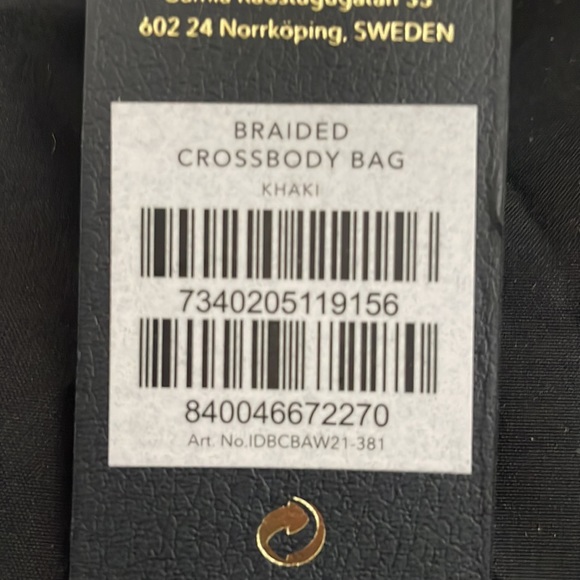 602 24 Norrköping, SWEDEN
BRAIDED
CROSSBODY BAG
KHAKI
7340205119156
840046672270
Art. No.IDBCBAW21-381